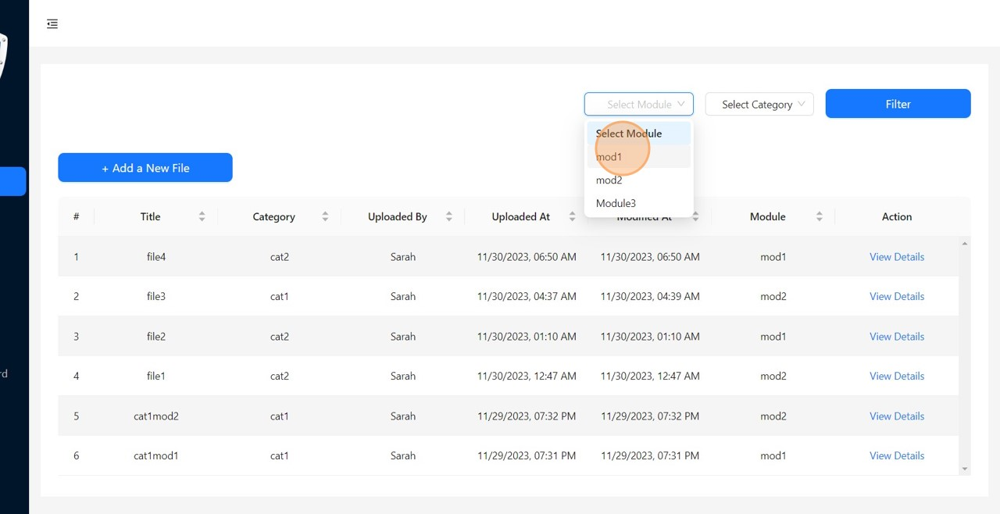 Select Module Select Category Filter
Select Module
mod1
mod2
Module3
+ Add a New File
# Title Category Uploaded By Uploaded At Modified At Module Action
1 file4 cat2 Sarah 11/30/2023, 06:50 AM 11/30/2023, 06:50 AM mod1 View Details
2 file3 cat1 Sarah 11/30/2023, 04:37 AM 11/30/2023, 04:39 AM mod2 View Details
3 file2 cat2 Sarah 11/30/2023, 01:10 AM 11/30/2023, 01:10 AM mod1 View Details
4 file1 cat2 Sarah 11/30/2023, 12:47 AM 11/30/2023, 12:47 AM mod2 View Details
rd
5 cat1mod2 cat1 Sarah 11/29/2023, 07:32 PM 11/29/2023, 07:32 PM mod2 View Details
6 cat1mod1 cat1 Sarah 11/29/2023, 07:31 PM 11/29/2023, 07:31 PM mod1 View Details